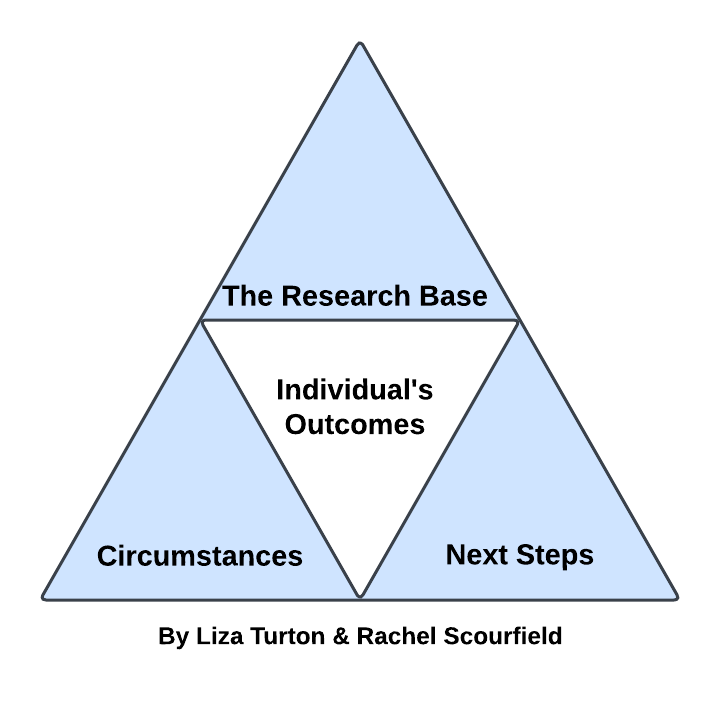 The Research Base
Individual's
Outcomes
Circumstances
Next Steps
By Liza Turton & Rachel Scourfield